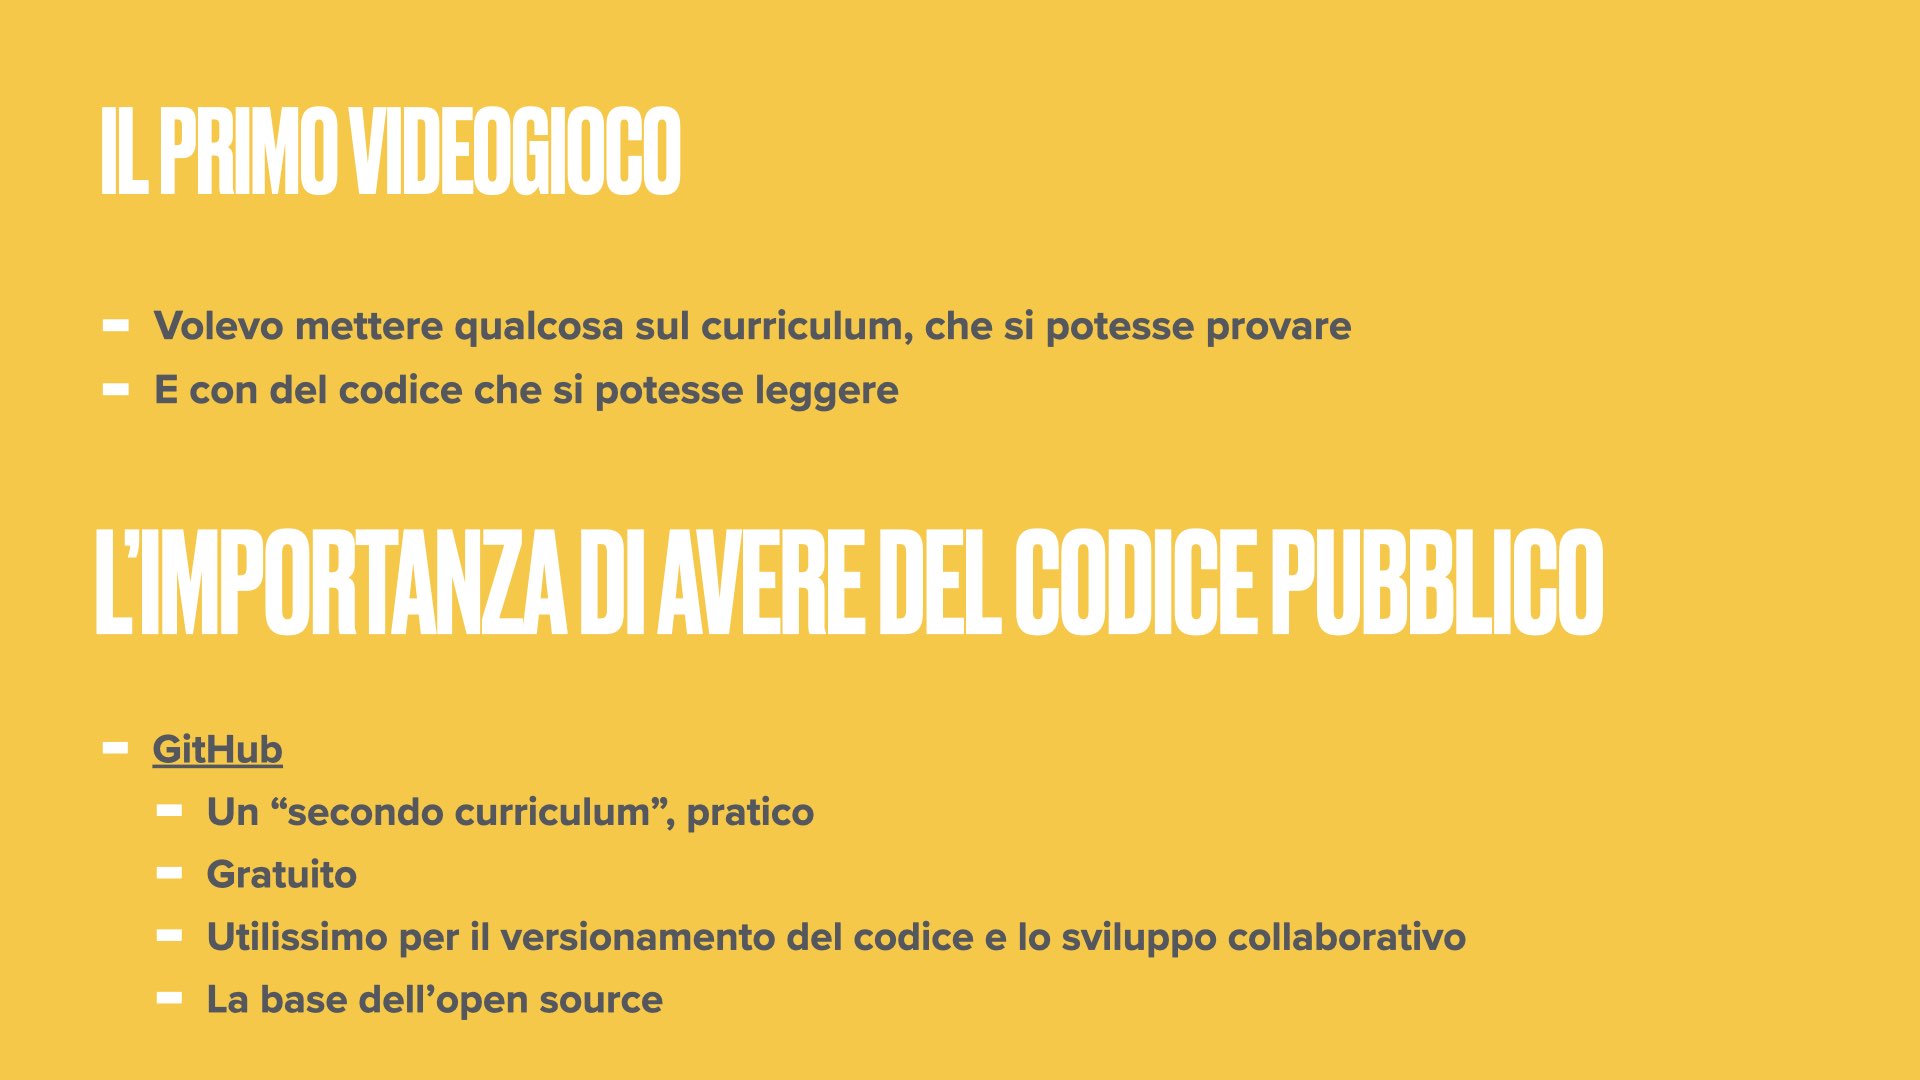 IL PRIMO VIDEOGIOCO
- Volevo mettere qualcosa sul curriculum, che si potesse provare
- E con del codice che si potesse leggere
L’IMPORTANZA DI AVERE DEL CODICE PUBBLICO
- GitHub
- Un “secondo curriculum”, pratico
- Gratuito
- Utilissimo per il versionamento del codice e lo sviluppo collaborativo
- La base dell’open source